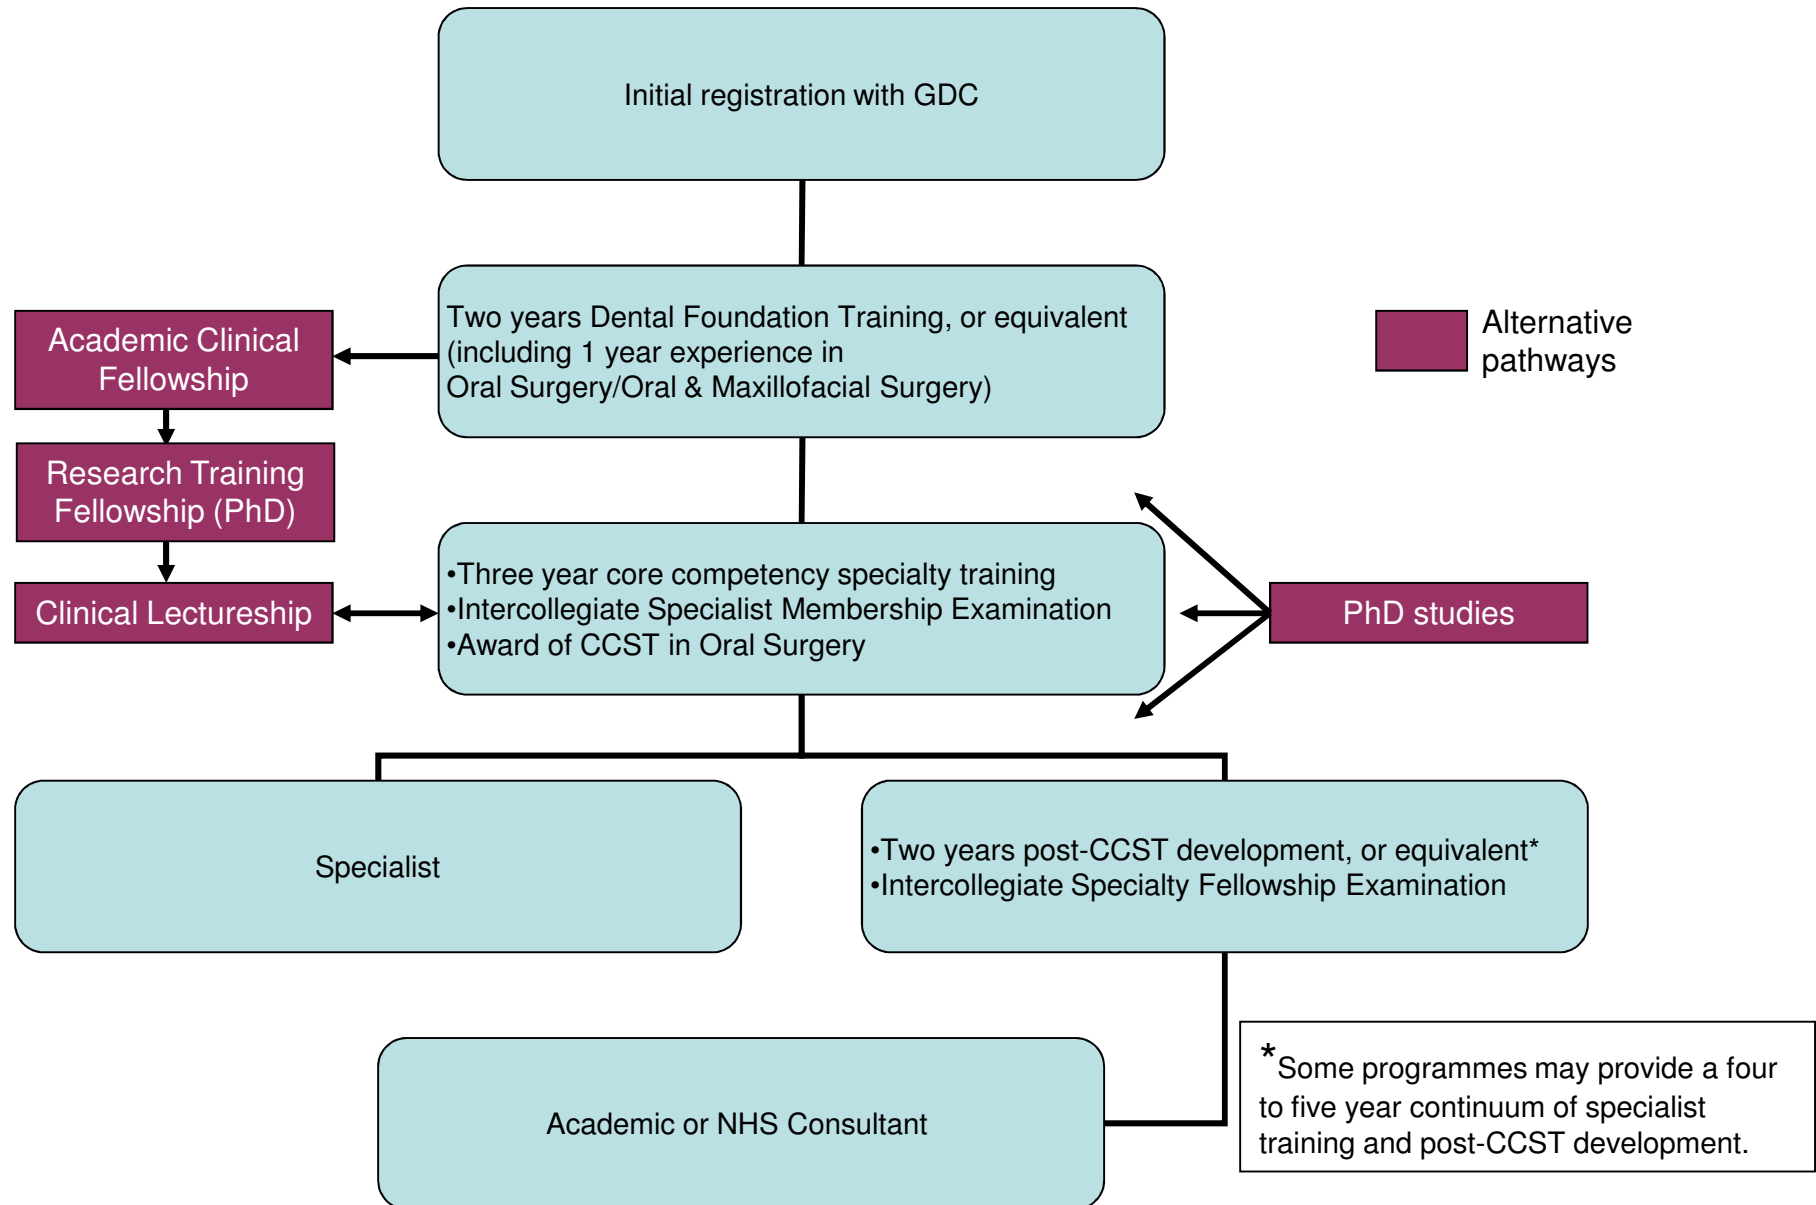 Initial registration with GDC
Two years Dental Foundation Training, or equivalent
(including 1 year experience in
Oral Surgery/Oral & Maxillofacial Surgery)
Academic Clinical
Fellowship
Alternative
pathways
Research Training
Fellowship (PhD)
•Three year core competency specialty training
•Intercollegiate Specialist Membership Examination
•Award of CCST in Oral Surgery
Clinical Lectureship
PhD studies
Specialist
•Two years post-CCST development, or equivalent*
•Intercollegiate Specialty Fellowship Examination
Academic or NHS Consultant
*Some programmes may provide a four
to five year continuum of specialist
training and post-CCST development.